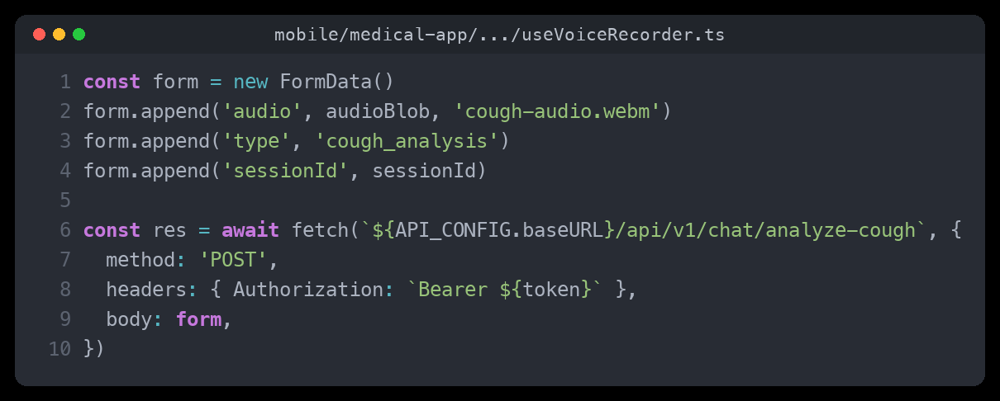 mobile/medical-app/.../useVoiceRecorder.ts
1 const form = new FormData()
2 form.append('audio', audioBlob, 'cough-audio.webm')
3 form.append('type', 'cough_analysis')
4 form.append('sessionId', sessionId)
5
6 const res = await fetch(`${API_CONFIG.baseURL}/api/v1/chat/analyze-cough`, {
7   method: 'POST',
8   headers: { Authorization: `Bearer ${token}` },
9   body: form,
10 })